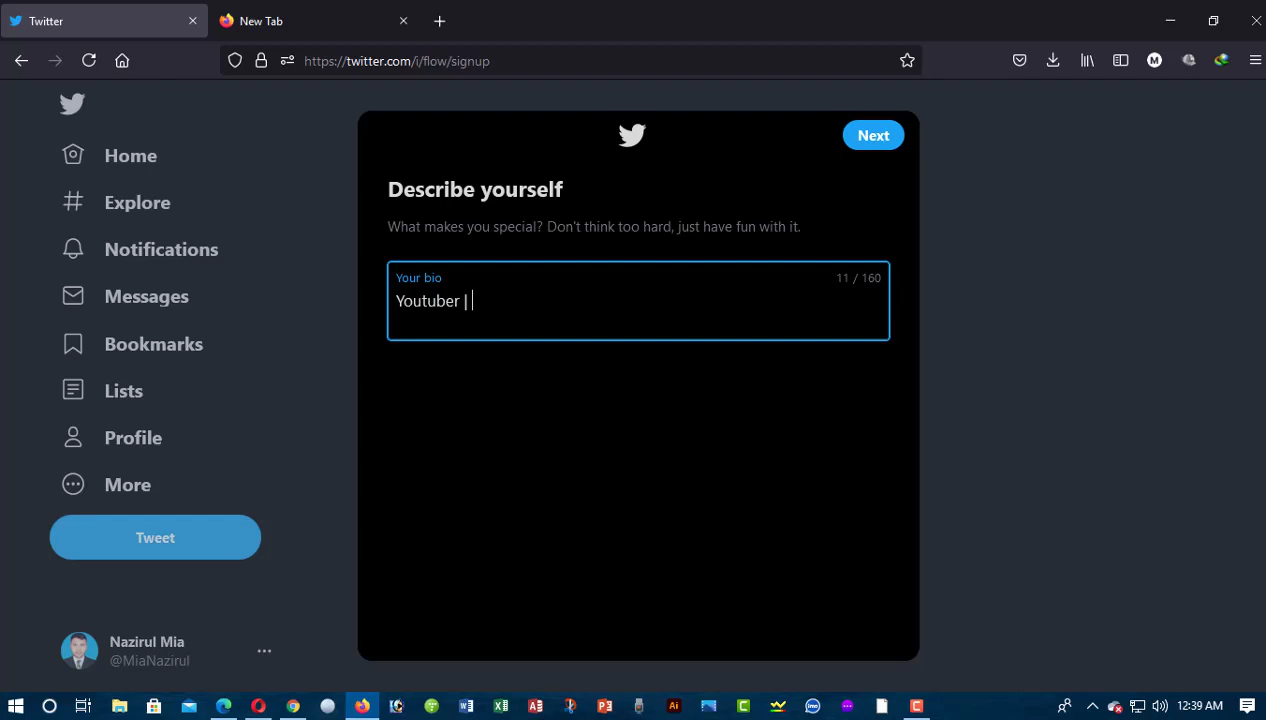 Twitter
New Tab
https://twitter.com/i/flow/signup
Home
Explore
Notifications
Messages
Bookmarks
Lists
Profile
More
Tweet
Nazirul Mia
@MiaNazirul
Next
Describe yourself
What makes you special? Don't think too hard, just have fun with it.
Your bio
11 / 160
Youtuber |
12:39 AM